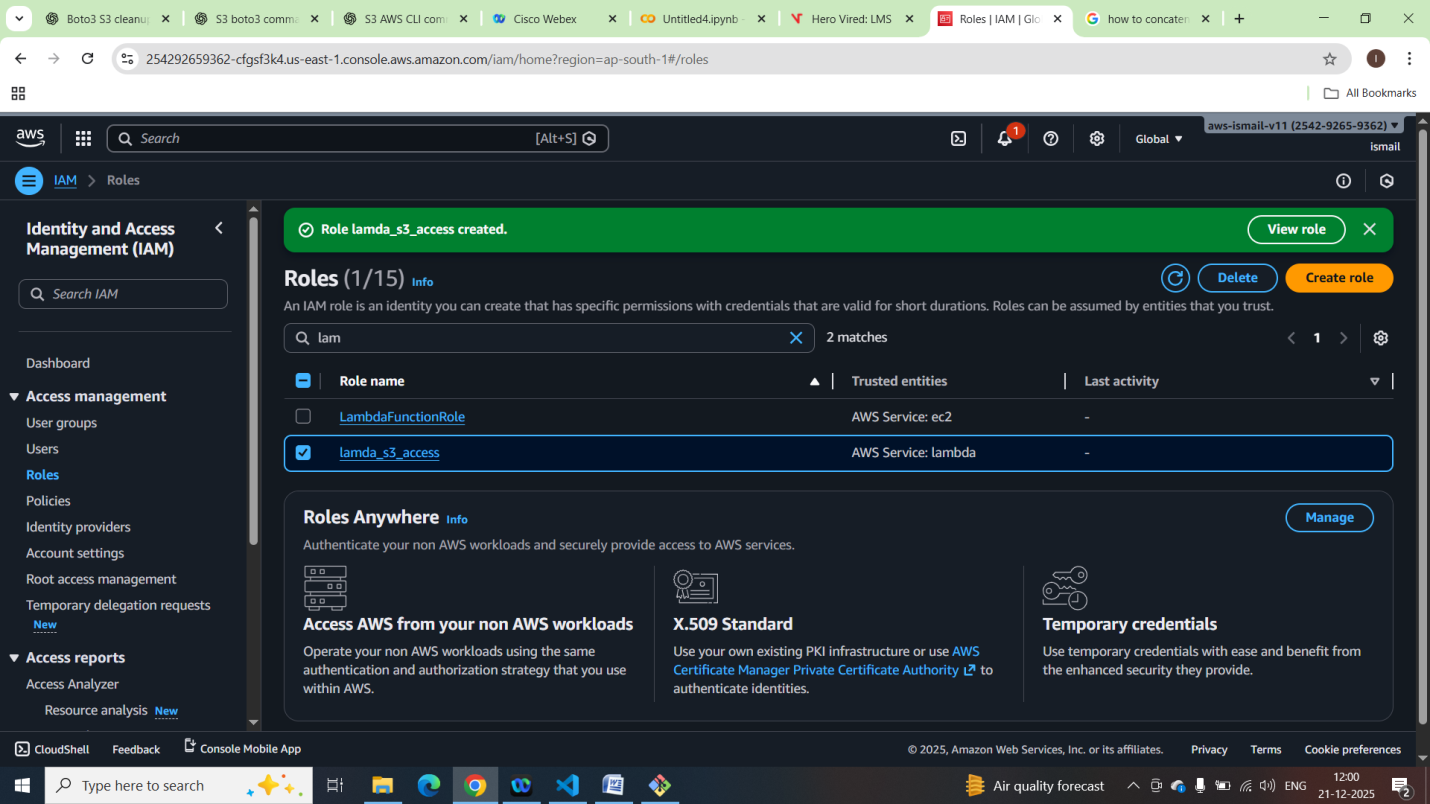 Boto3 S3 cleanup
S3 boto3 comma
S3 AWS CLI com
Cisco Webex
Untitled4.ipynb -
Hero Vired: LMS
Roles | IAM | Glo
how to concaten
254292659362-cfgsf3k4.us-east-1.console.aws.amazon.com/iam/home?region=ap-south-1#/roles
I
All Bookmarks
aws
Search
[Alt+S]
1
Global
aws-ismail-v11 (2542-9265-9362)
ismail
IAM
Roles
Identity and Access
Management (IAM)
Search IAM
Dashboard
Access management
User groups
Users
Roles
Policies
Identity providers
Account settings
Root access management
Temporary delegation requests
New
Access reports
Access Analyzer
Resource analysis New
Role lamda_s3_access created.
View role
Roles (1/15) Info
Delete
Create role
An IAM role is an identity you can create that has specific permissions with credentials that are valid for short durations. Roles can be assumed by entities that you trust.
lam
2 matches
1
Role name
Trusted entities
Last activity
LambdaFunctionRole
AWS Service: ec2
-
lamda_s3_access
AWS Service: lambda
-
Roles Anywhere Info
Manage
Authenticate your non AWS workloads and securely provide access to AWS services.
Access AWS from your non AWS workloads
Operate your non AWS workloads using the same
authentication and authorization strategy that you use
within AWS.
X.509 Standard
Use your own existing PKI infrastructure or use AWS
Certificate Manager Private Certificate Authority to
authenticate identities.
Temporary credentials
Use temporary credentials with ease and benefit from
the enhanced security they provide.
CloudShell
Feedback
Console Mobile App
© 2025, Amazon Web Services, Inc. or its affiliates.
Privacy
Terms
Cookie preferences
Type here to search
Air quality forecast
ENG
12:00
21-12-2025
2